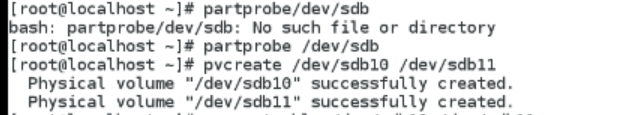 [root@localhost ~]# partprobe/dev/sdb
bash: partprobe/dev/sdb: No such file or directory
[root@localhost ~]# partprobe /dev/sdb
[root@localhost ~]# pvcreate /dev/sdb10 /dev/sdb11
  Physical volume "/dev/sdb10" successfully created.
  Physical volume "/dev/sdb11" successfully created.